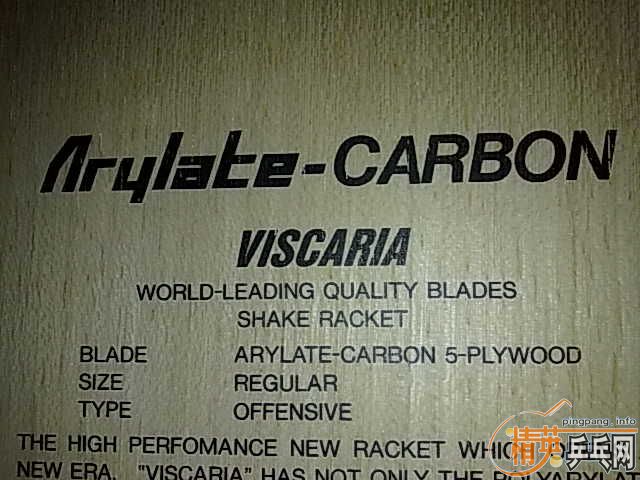 Arylate-CARBON
VISCARIA
WORLD-LEADING QUALITY BLADES
SHAKE RACKET
BLADE ARYLATE-CARBON 5-PLYWOOD
SIZE REGULAR
TYPE OFFENSIVE
THE HIGH PERFOMANCE NEW RACKET WHICH
NEW ERA. "VISCARIA" HAS NOT ONLY THE
pingpang.info
精英乒乓网